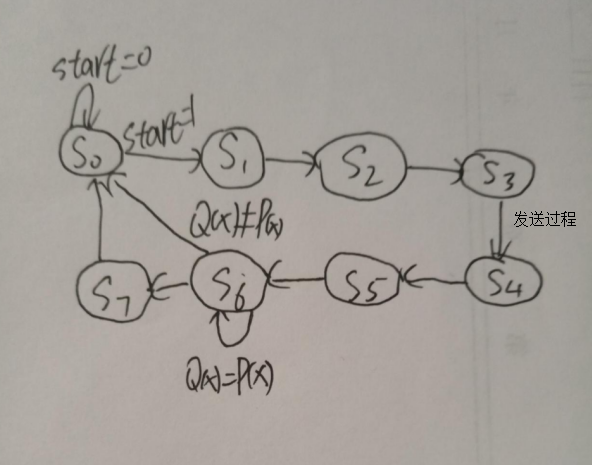 start=0
start=1
S0
S1
S2
S3
Q(x)≠P(x)
发送过程
S7
S6
S5
S4
Q(x)=P(x)